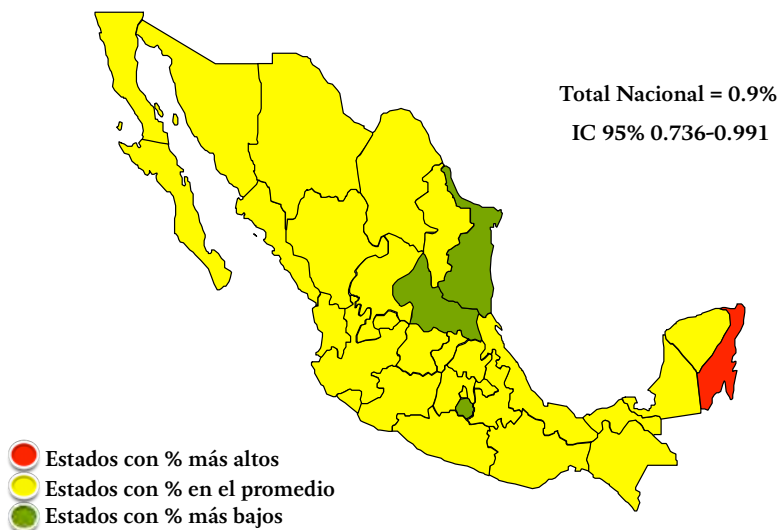 Total Nacional = 0.9%
IC 95% 0.736-0.991
Estados con % más altos
Estados con % en el promedio
Estados con % más bajos